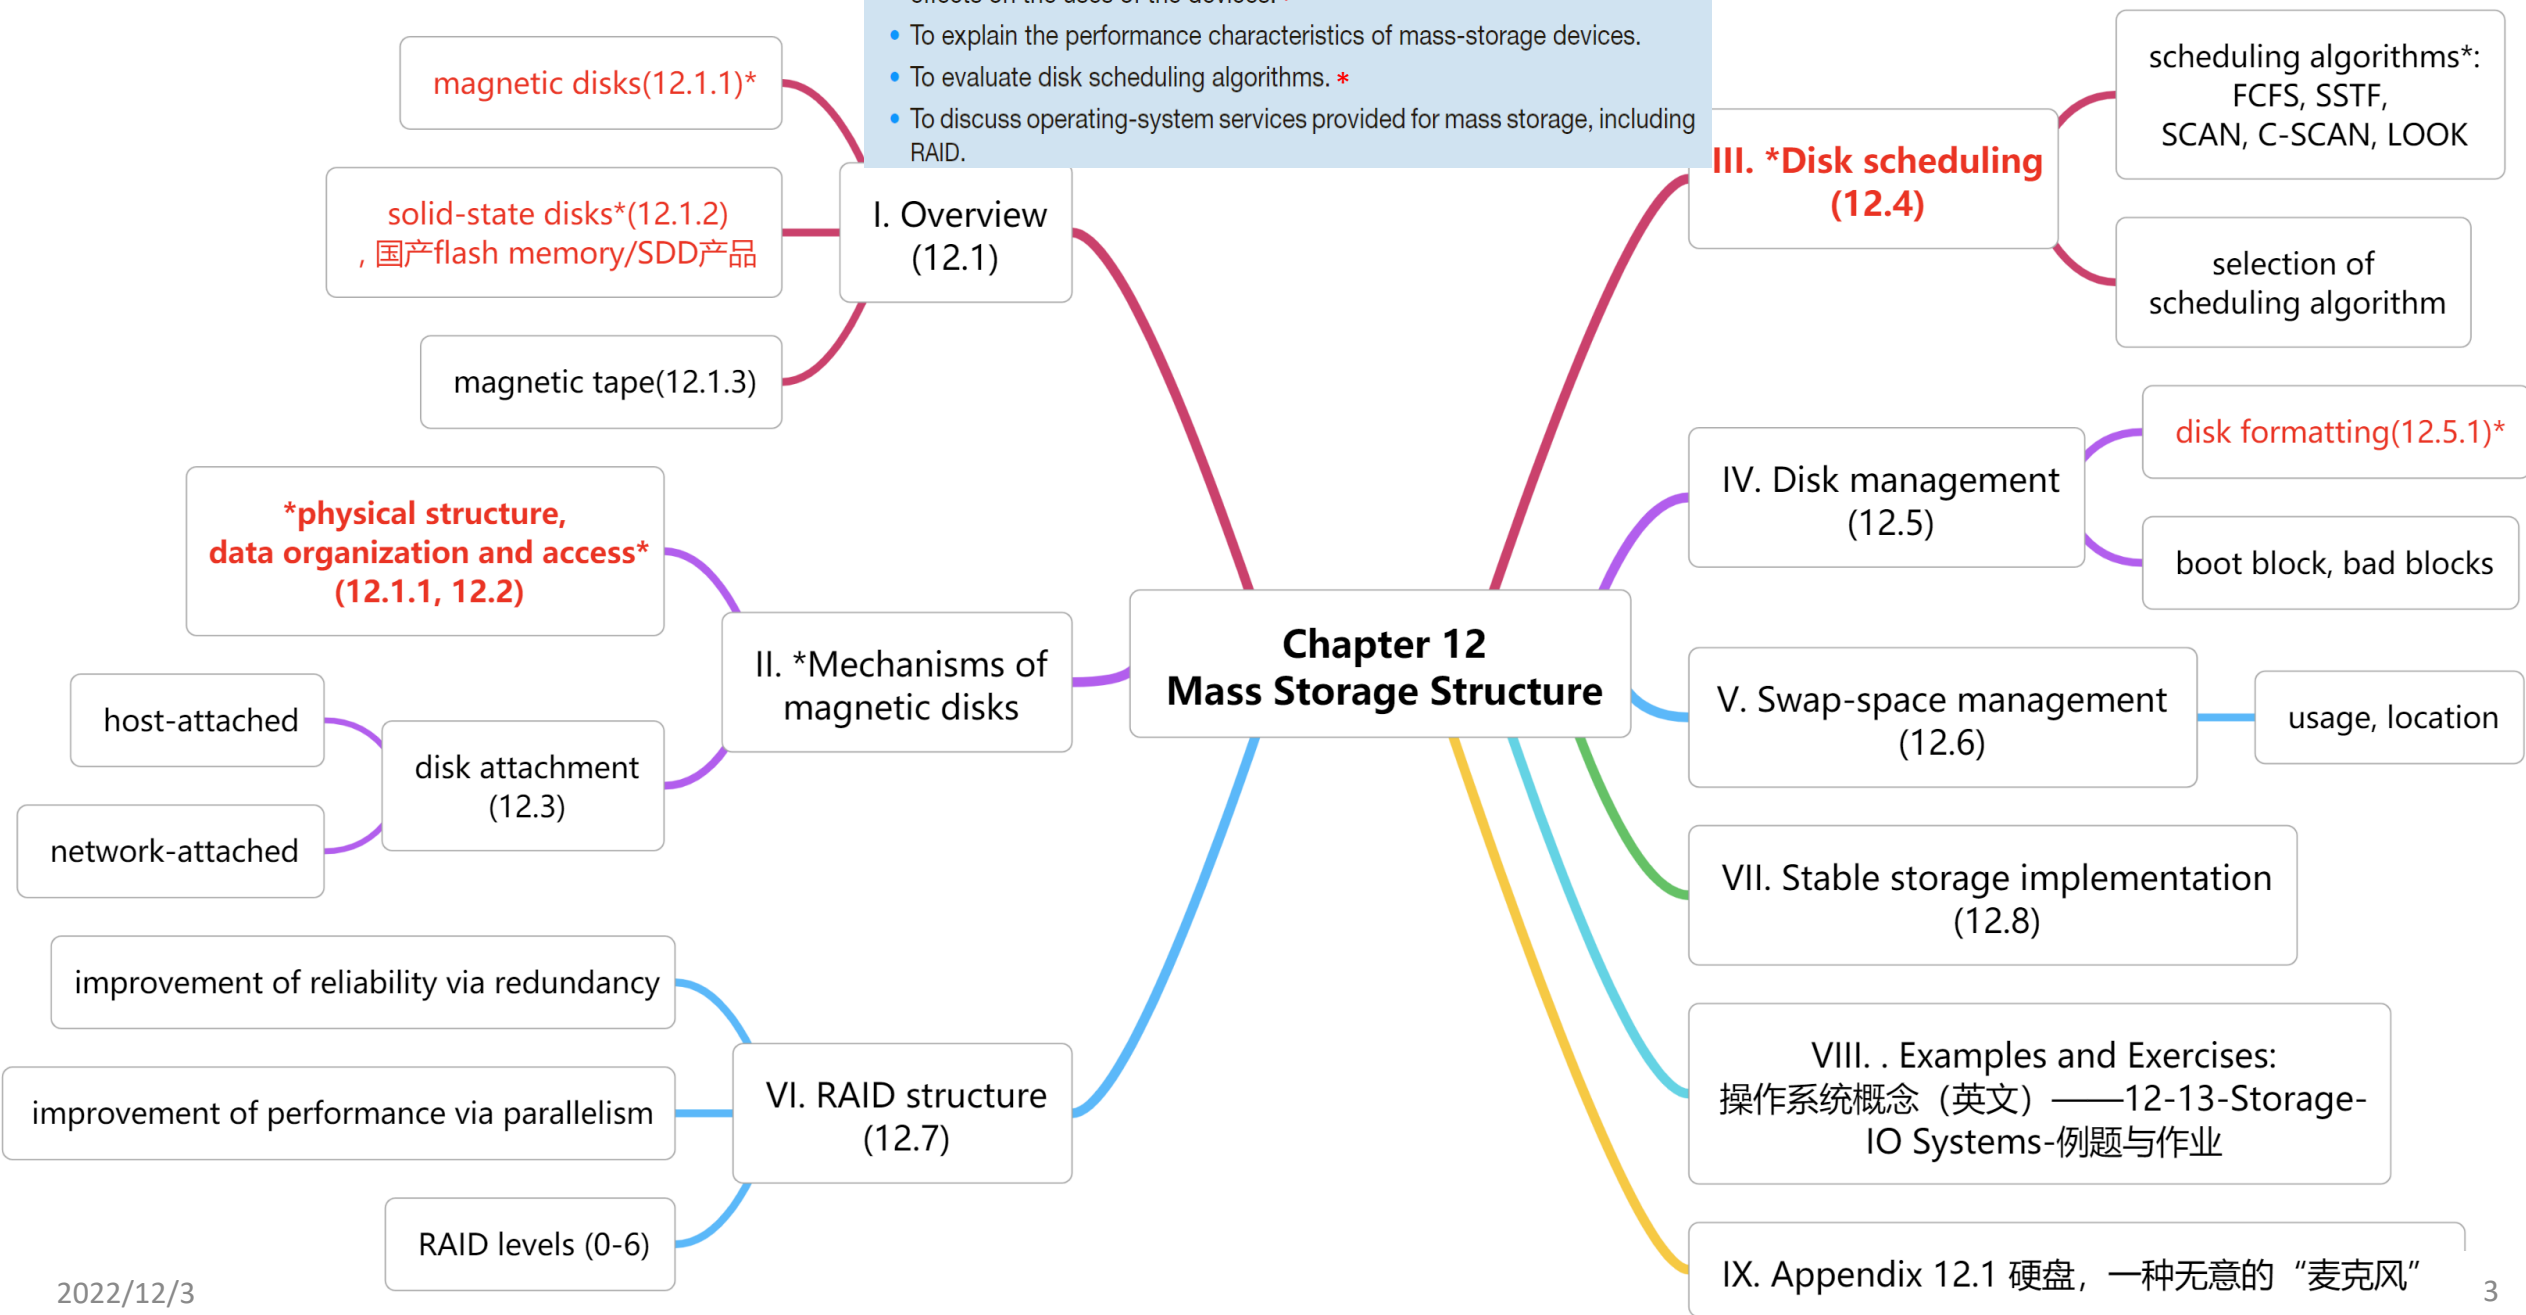 effects on the uses of the devices. *
• To explain the performance characteristics of mass-storage devices.
• To evaluate disk scheduling algorithms. *
• To discuss operating-system services provided for mass storage, including
RAID.
magnetic disks(12.1.1)*
solid-state disks*(12.1.2)
, 国产flash memory/SDD产品
magnetic tape(12.1.3)
I. Overview
(12.1)
*physical structure,
data organization and access*
(12.1.1, 12.2)
host-attached
network-attached
disk attachment
(12.3)
II. *Mechanisms of
magnetic disks
improvement of reliability via redundancy
improvement of performance via parallelism
RAID levels (0-6)
VI. RAID structure
(12.7)
Chapter 12
Mass Storage Structure
III. *Disk scheduling
(12.4)
scheduling algorithms*:
FCFS, SSTF,
SCAN, C-SCAN, LOOK
selection of
scheduling algorithm
IV. Disk management
(12.5)
disk formatting(12.5.1)*
boot block, bad blocks
V. Swap-space management
(12.6)
usage, location
VII. Stable storage implementation
(12.8)
VIII. . Examples and Exercises:
操作系统概念（英文）——12-13-Storage-
IO Systems-例题与作业
IX. Appendix 12.1 硬盘，一种无意的“麦克风”
2022/12/3
3